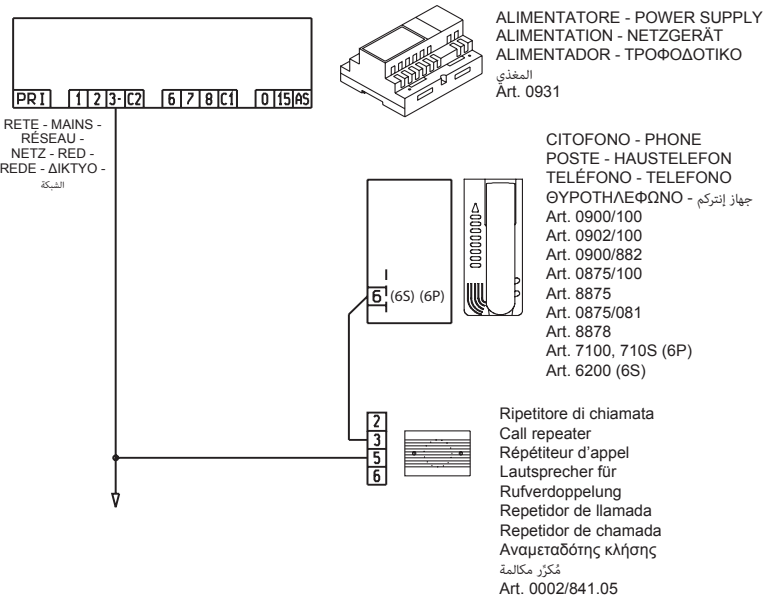 ALIMENTATORE - POWER SUPPLY
ALIMENTATION - NETZGERÄT
ALIMENTADOR - ΤΡΟΦΟΔΟΤΙΚΟ
المغذي
Art. 0931
PRI 1 2 3- C2 6 7 8 C1 0 15 AS
RETE - MAINS -
RÉSEAU -
NETZ - RED -
REDE - ΔΙΚΤΥΟ -
الشبكة
CITOFONO - PHONE
POSTE - HAUSTELEFON
TELÉFONO - TELEFONO
ΘΥΡΟΤΗΛΕΦΩΝΟ - جهاز إنتركم
Art. 0900/100
Art. 0902/100
Art. 0900/882
Art. 0875/100
Art. 8875
Art. 0875/081
Art. 8878
Art. 7100, 710S (6P)
Art. 6200 (6S)
6 (6S) (6P)
2
3
5
6
Ripetitore di chiamata
Call repeater
Répétiteur d'appel
Lautsprecher für
Rufverdoppelung
Repetidor de llamada
Repetidor de chamada
Αναμεταδότης κλήσης
مُكرِّر مكالمة
Art. 0002/841.05